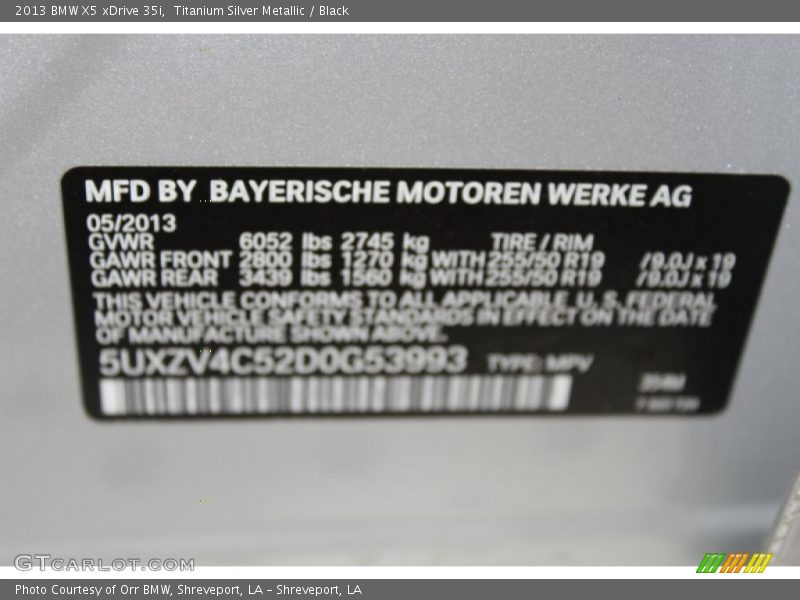 2013 BMW X5 xDrive 35i,  Titanium Silver Metallic / Black
MFD BY BAYERISCHE MOTOREN WERKE AG
05/2013
GVWR 6052 lbs 2745 kg TIRE / RIM
GAWR FRONT 2800 lbs 1270 kg WITH 255/50 R19 /9.0J x 19
GAWR REAR 3439 lbs 1560 kg WITH 255/50 R19 /9.0J x 19
THIS VEHICLE CONFORMS TO ALL APPLICABLE U. S. FEDERAL
MOTOR VEHICLE SAFETY STANDARDS IN EFFECT ON THE DATE
OF MANUFACTURE SHOWN ABOVE.
5UXZV4C52D0G53993 TYPE: MPV
GTCARLOT.COM
Photo Courtesy of Orr BMW, Shreveport, LA – Shreveport, LA